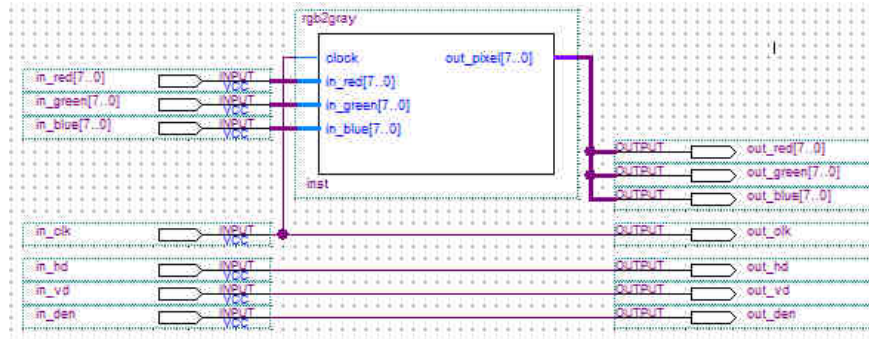 rgb2gray
clock out_pixel[7..0]
in_red[7..0] INPUT VCC in_red[7..0]
in_green[7..0] INPUT VCC in_green[7..0]
in_blue[7..0] INPUT VCC in_blue[7..0]
OUTPUT out_red[7..0]
OUTPUT out_green[7..0]
inst
OUTPUT out_blue[7..0]
in_clk INPUT VCC OUTPUT out_clk
in_hd INPUT VCC OUTPUT out_hd
in_vd INPUT VCC OUTPUT out_vd
in_den INPUT VCC OUTPUT out_den